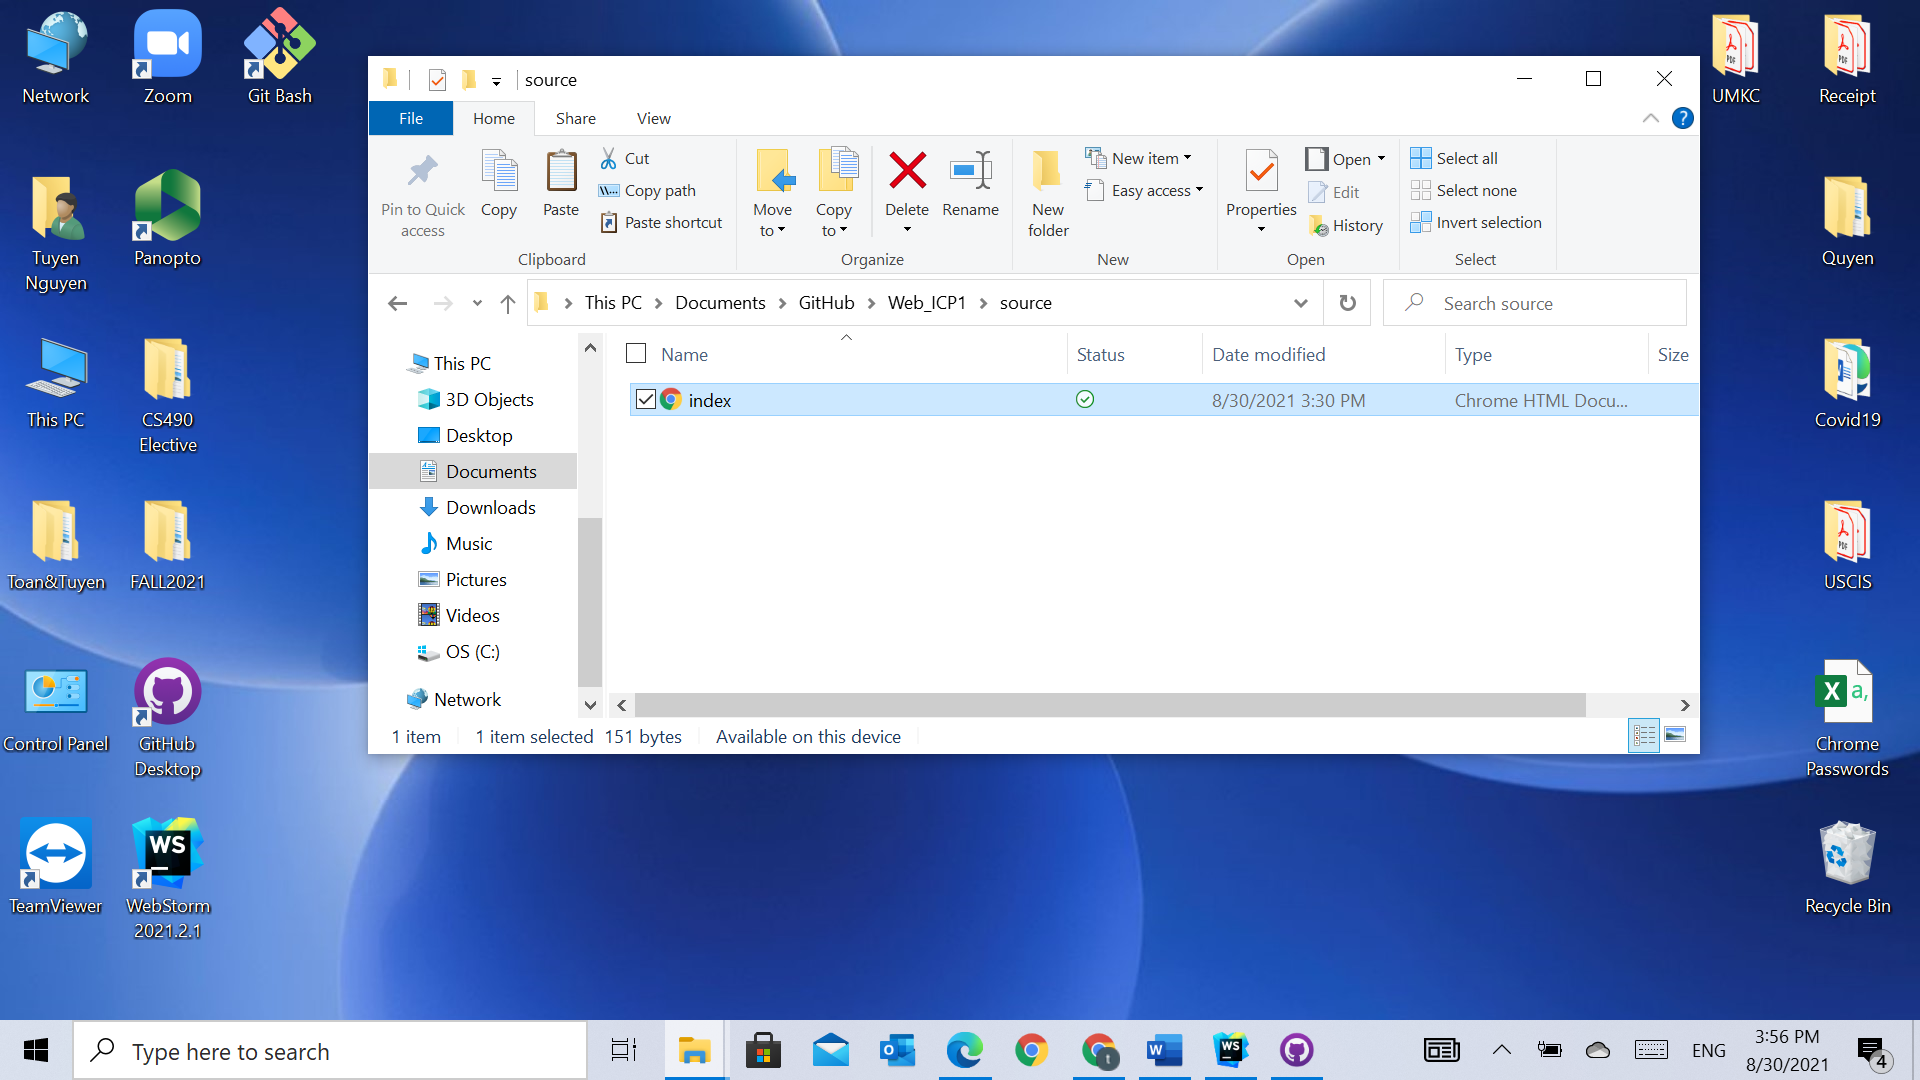 Network
Zoom
Git Bash
Tuyen
Nguyen
Panopto
This PC
CS490
Elective
Toan&Tuyen
FALL2021
Control Panel
GitHub
Desktop
TeamViewer
WS
WebStorm
2021.2.1
source
File
Home
Share
View
?
Pin to Quick
access
Copy
Paste
Cut
Copy path
Paste shortcut
Clipboard
Move
to
Copy
to
Delete
Rename
Organize
New
folder
New item
Easy access
New
Properties
Open
Edit
History
Open
Select all
Select none
Invert selection
Select
This PC
Documents
GitHub
Web_ICP1
source
Search source
This PC
3D Objects
Desktop
Documents
Downloads
Music
Pictures
Videos
OS (C:)
Network
Name
Status
Date modified
Type
Size
index
8/30/2021 3:30 PM
Chrome HTML Docu...
1 item
1 item selected
151 bytes
Available on this device
UMKC
Receipt
Quyen
Covid19
USCIS
X a,
Chrome
Passwords
Recycle Bin
Type here to search
W
WS
t
ENG
3:56 PM
8/30/2021
4